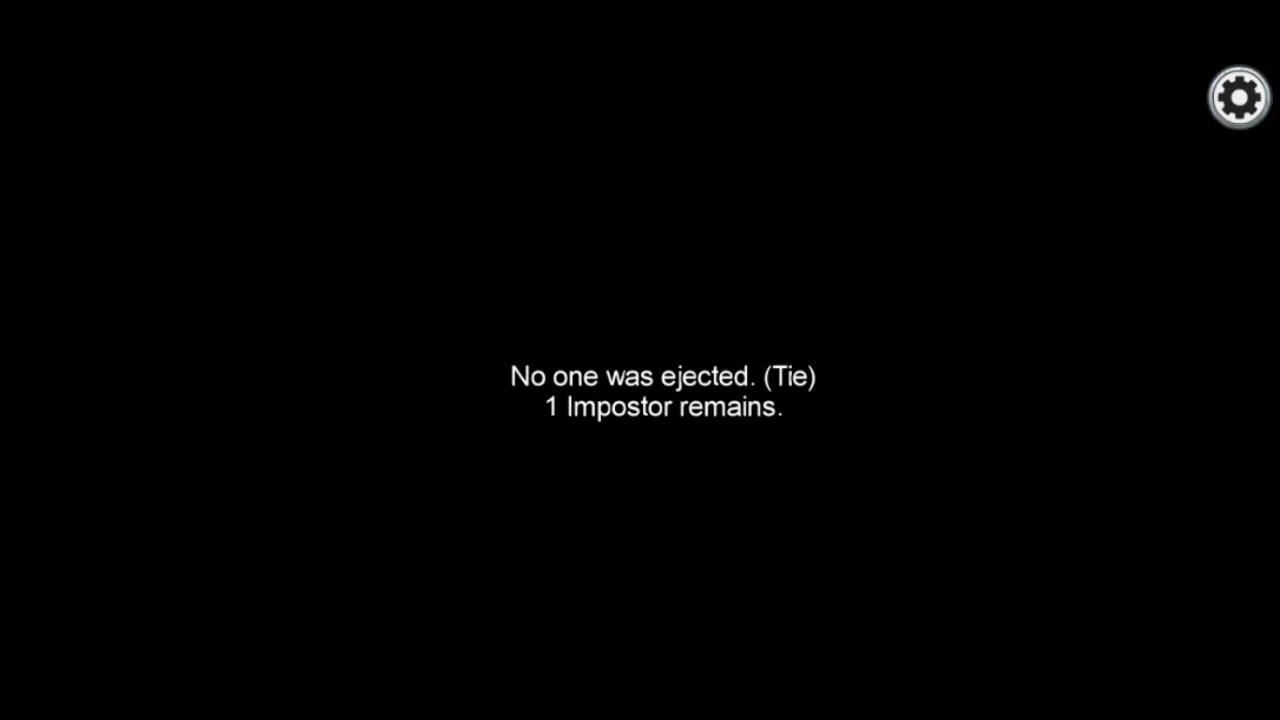 No one was ejected. (Tie)
1 Impostor remains.